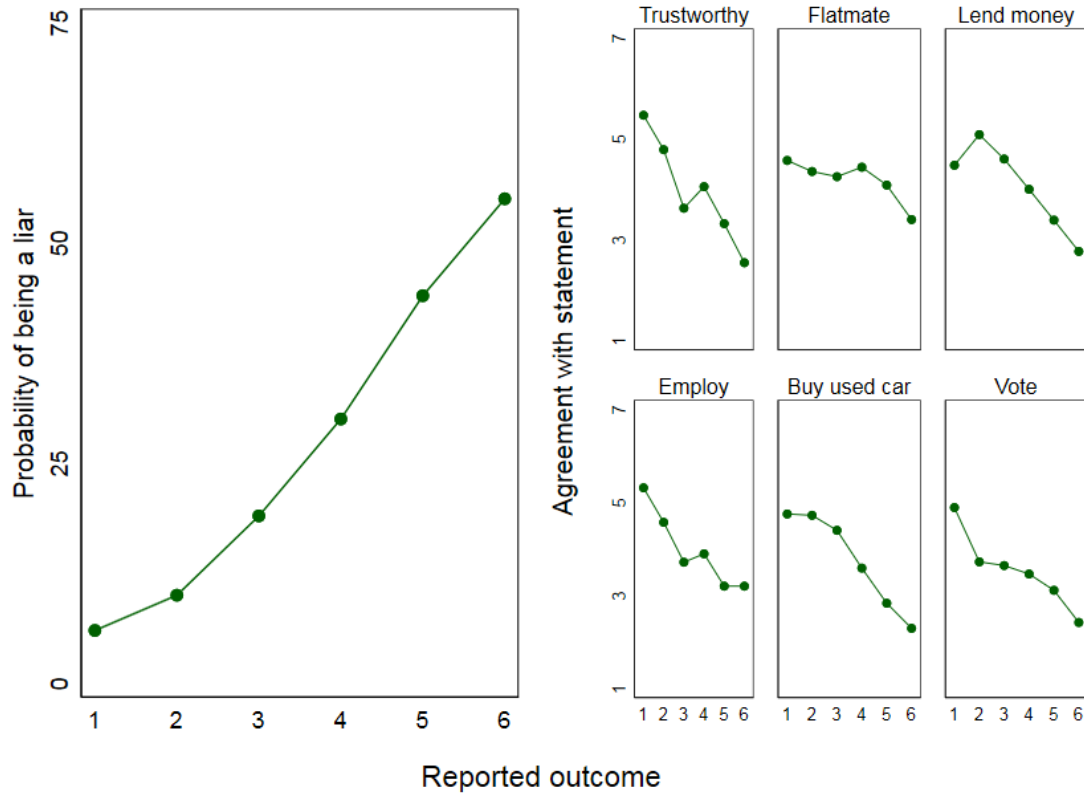 Probability of being a liar
75
50
25
0
1 2 3 4 5 6
Agreement with statement
Trustworthy Flatmate Lend money
7
5
3
1
Employ Buy used car Vote
7
5
3
1
1 2 3 4 5 6 1 2 3 4 5 6 1 2 3 4 5 6
Reported outcome